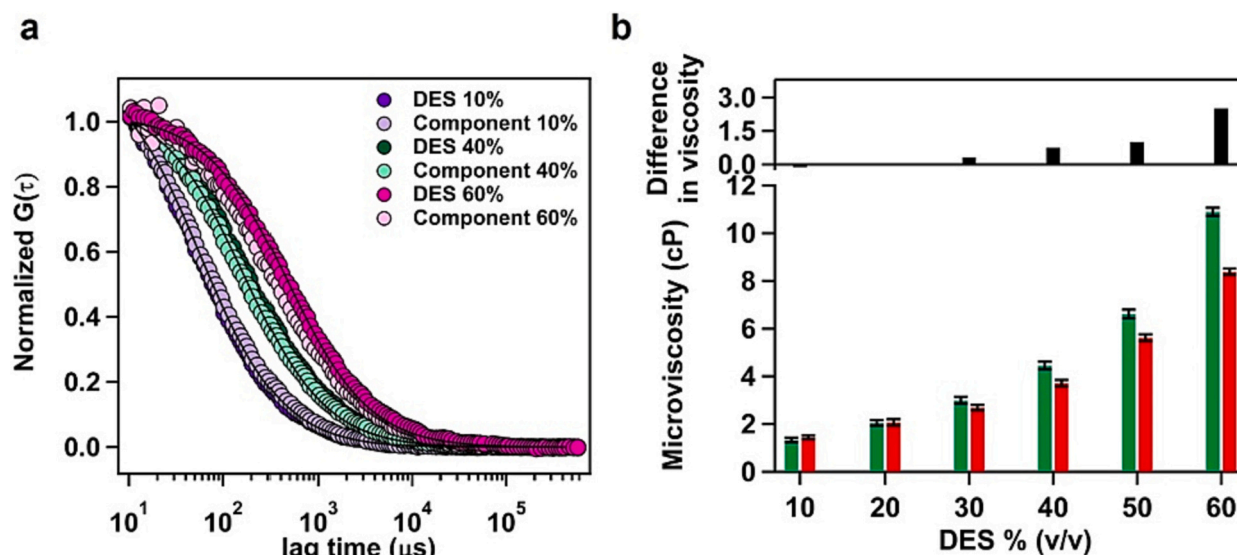 a
Normalized G(τ)
1.0
0.8
0.6
0.4
0.2
0.0
DES 10%
Component 10%
DES 40%
Component 40%
DES 60%
Component 60%
10¹ 10² 10³ 10⁴ 10⁵
lag time (μs)
b
Difference
in viscosity
3.0
1.5
0.0
Microviscosity (cP)
12
10
8
6
4
2
0
10 20 30 40 50 60
DES % (v/v)